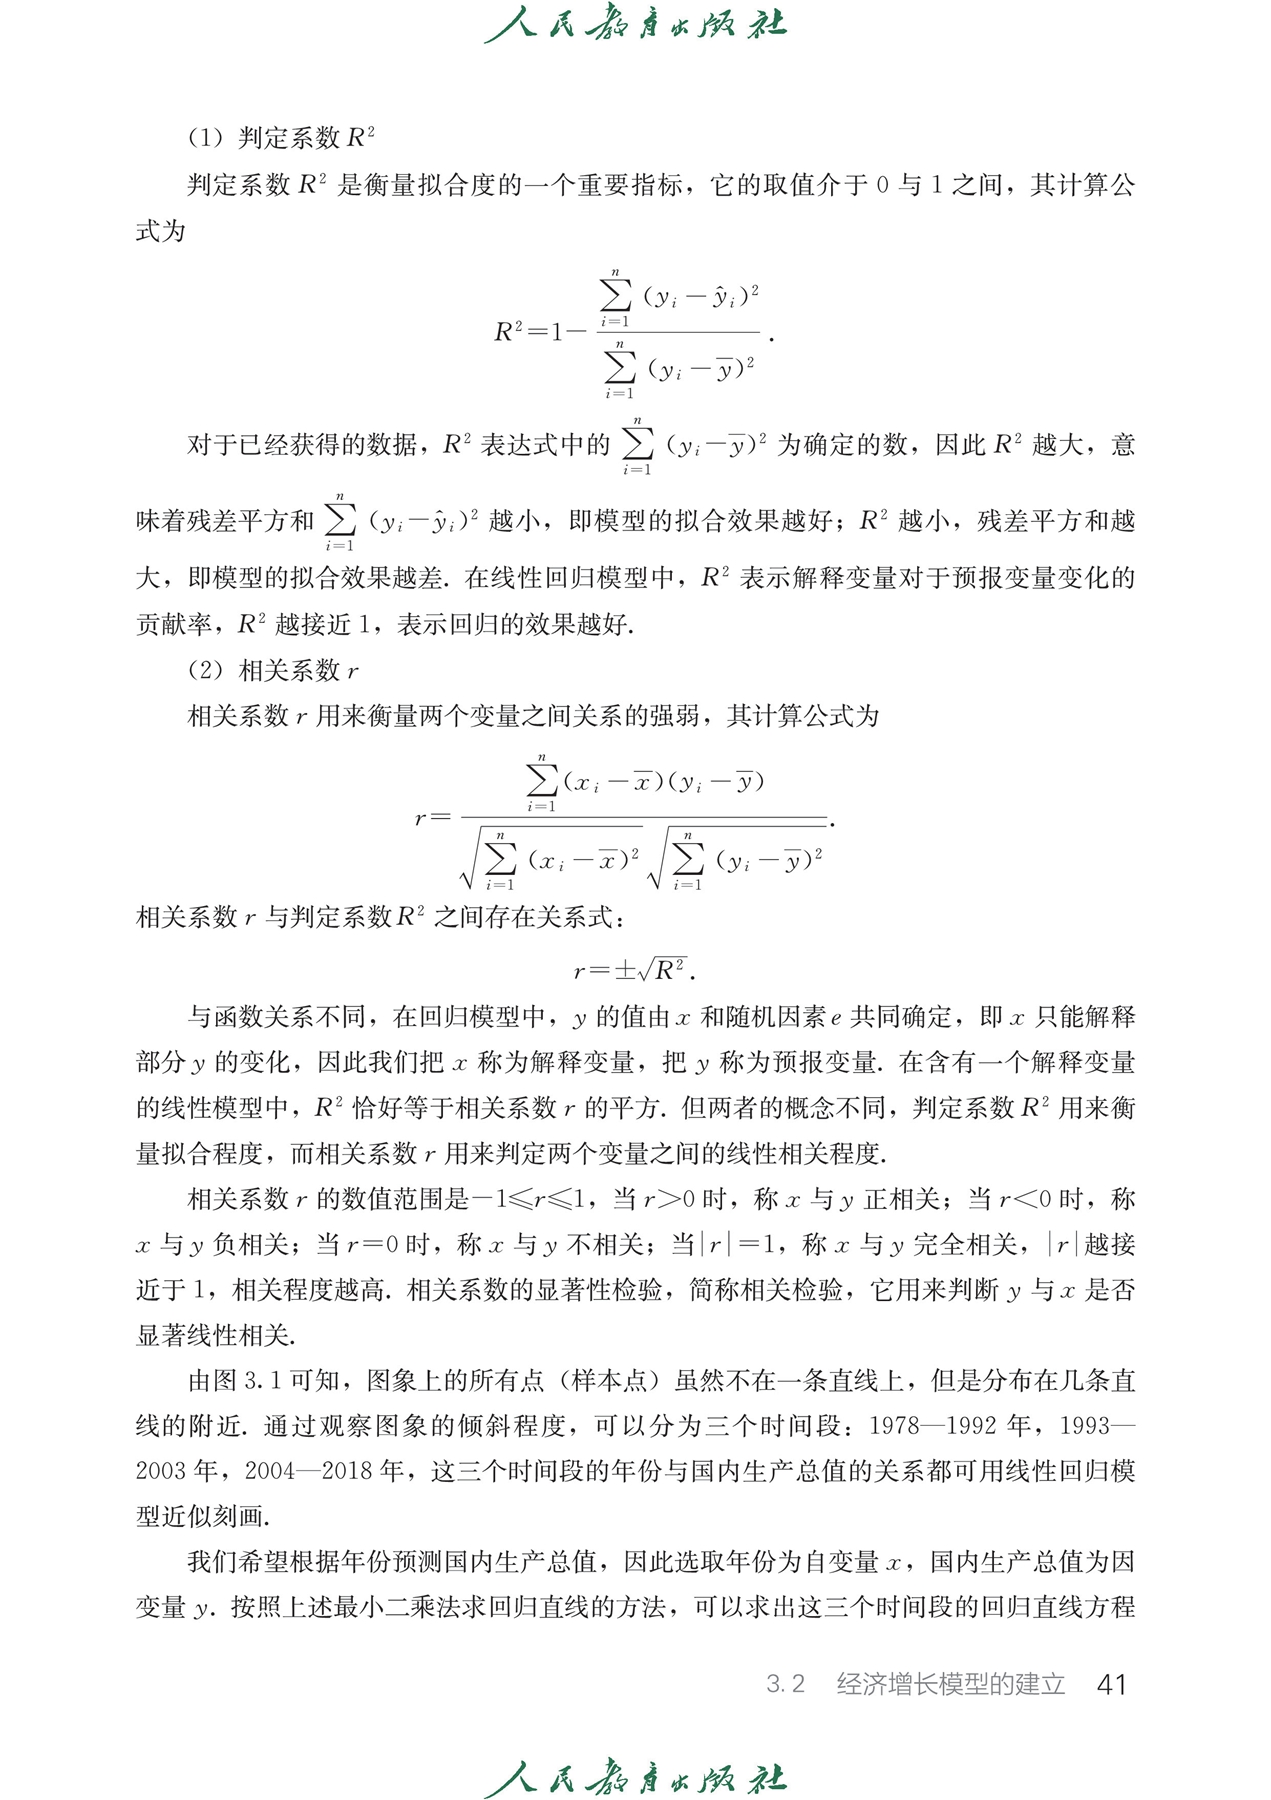 人民教育出版社
（1）判定系数 R²
判定系数 R² 是衡量拟合度的一个重要指标，它的取值介于 0 与 1 之间，其计算公
式为
R²=1－\frac{\sum_{i=1}^{n}(y_i－\hat{y}_i)²}{\sum_{i=1}^{n}(y_i－\overline{y})²}.
对于已经获得的数据，R² 表达式中的 \sum_{i=1}^{n}(y_i－\overline{y})² 为确定的数，因此 R² 越大，意
味着残差平方和 \sum_{i=1}^{n}(y_i－\hat{y}_i)² 越小，即模型的拟合效果越好；R² 越小，残差平方和越
大，即模型的拟合效果越差. 在线性回归模型中，R² 表示解释变量对于预报变量变化的
贡献率，R² 越接近 1，表示回归的效果越好.
（2）相关系数 r
相关系数 r 用来衡量两个变量之间关系的强弱，其计算公式为
r=\frac{\sum_{i=1}^{n}(x_i－\overline{x})(y_i－\overline{y})}{\sqrt{\sum_{i=1}^{n}(x_i－\overline{x})²}\sqrt{\sum_{i=1}^{n}(y_i－\overline{y})²}}.
相关系数 r 与判定系数 R² 之间存在关系式：
r=±√R².
与函数关系不同，在回归模型中，y 的值由 x 和随机因素 e 共同确定，即 x 只能解释
部分 y 的变化，因此我们把 x 称为解释变量，把 y 称为预报变量. 在含有一个解释变量
的线性模型中，R² 恰好等于相关系数 r 的平方. 但两者的概念不同，判定系数 R² 用来衡
量拟合程度，而相关系数 r 用来判定两个变量之间的线性相关程度.
相关系数 r 的数值范围是－1≤r≤1，当 r>0 时，称 x 与 y 正相关；当 r<0 时，称
x 与 y 负相关；当 r=0 时，称 x 与 y 不相关；当|r|=1，称 x 与 y 完全相关，|r|越接
近于 1，相关程度越高. 相关系数的显著性检验，简称相关检验，它用来判断 y 与 x 是否
显著线性相关.
由图 3.1 可知，图象上的所有点（样本点）虽然不在一条直线上，但是分布在几条直
线的附近. 通过观察图象的倾斜程度，可以分为三个时间段：1978—1992 年，1993—
2003 年，2004—2018 年，这三个时间段的年份与国内生产总值的关系都可用线性回归模
型近似刻画.
我们希望根据年份预测国内生产总值，因此选取年份为自变量 x，国内生产总值为因
变量 y. 按照上述最小二乘法求回归直线的方法，可以求出这三个时间段的回归直线方程
3.2 经济增长模型的建立 41
人民教育出版社